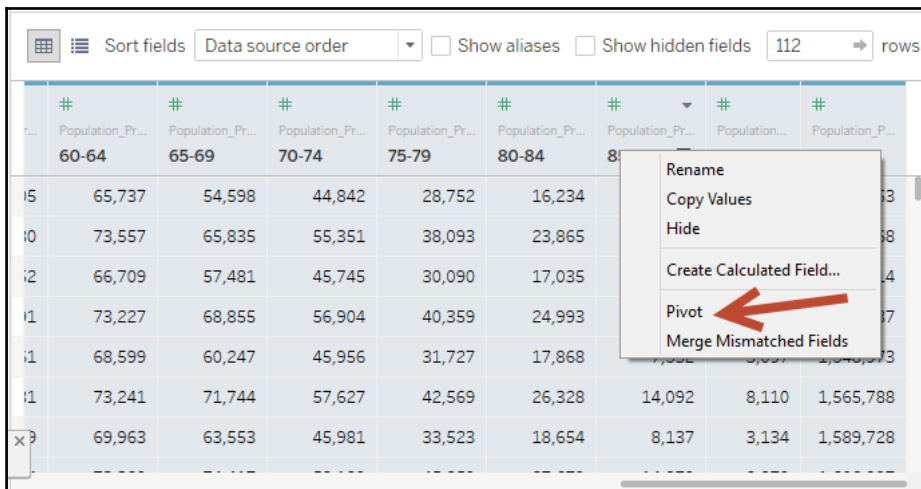 Sort fields Data source order Show aliases Show hidden fields 112 rows
# # # # # # # #
Population_Pr... Population_Pr... Population_Pr... Population_Pr... Population_Pr... Population_Pr... Population... Population_P...
60-64 65-69 70-74 75-79 80-84
65,737 54,598 44,842 28,752 16,234
73,557 65,835 55,351 38,093 23,865
66,709 57,481 45,745 30,090 17,035
73,227 68,855 56,904 40,359 24,993
68,599 60,247 45,956 31,727 17,868
73,241 71,744 57,627 42,569 26,328 14,092 8,110 1,565,788
69,963 63,553 45,981 33,523 18,654 8,137 3,134 1,589,728
Rename
Copy Values
Hide
Create Calculated Field...
Pivot
Merge Mismatched Fields